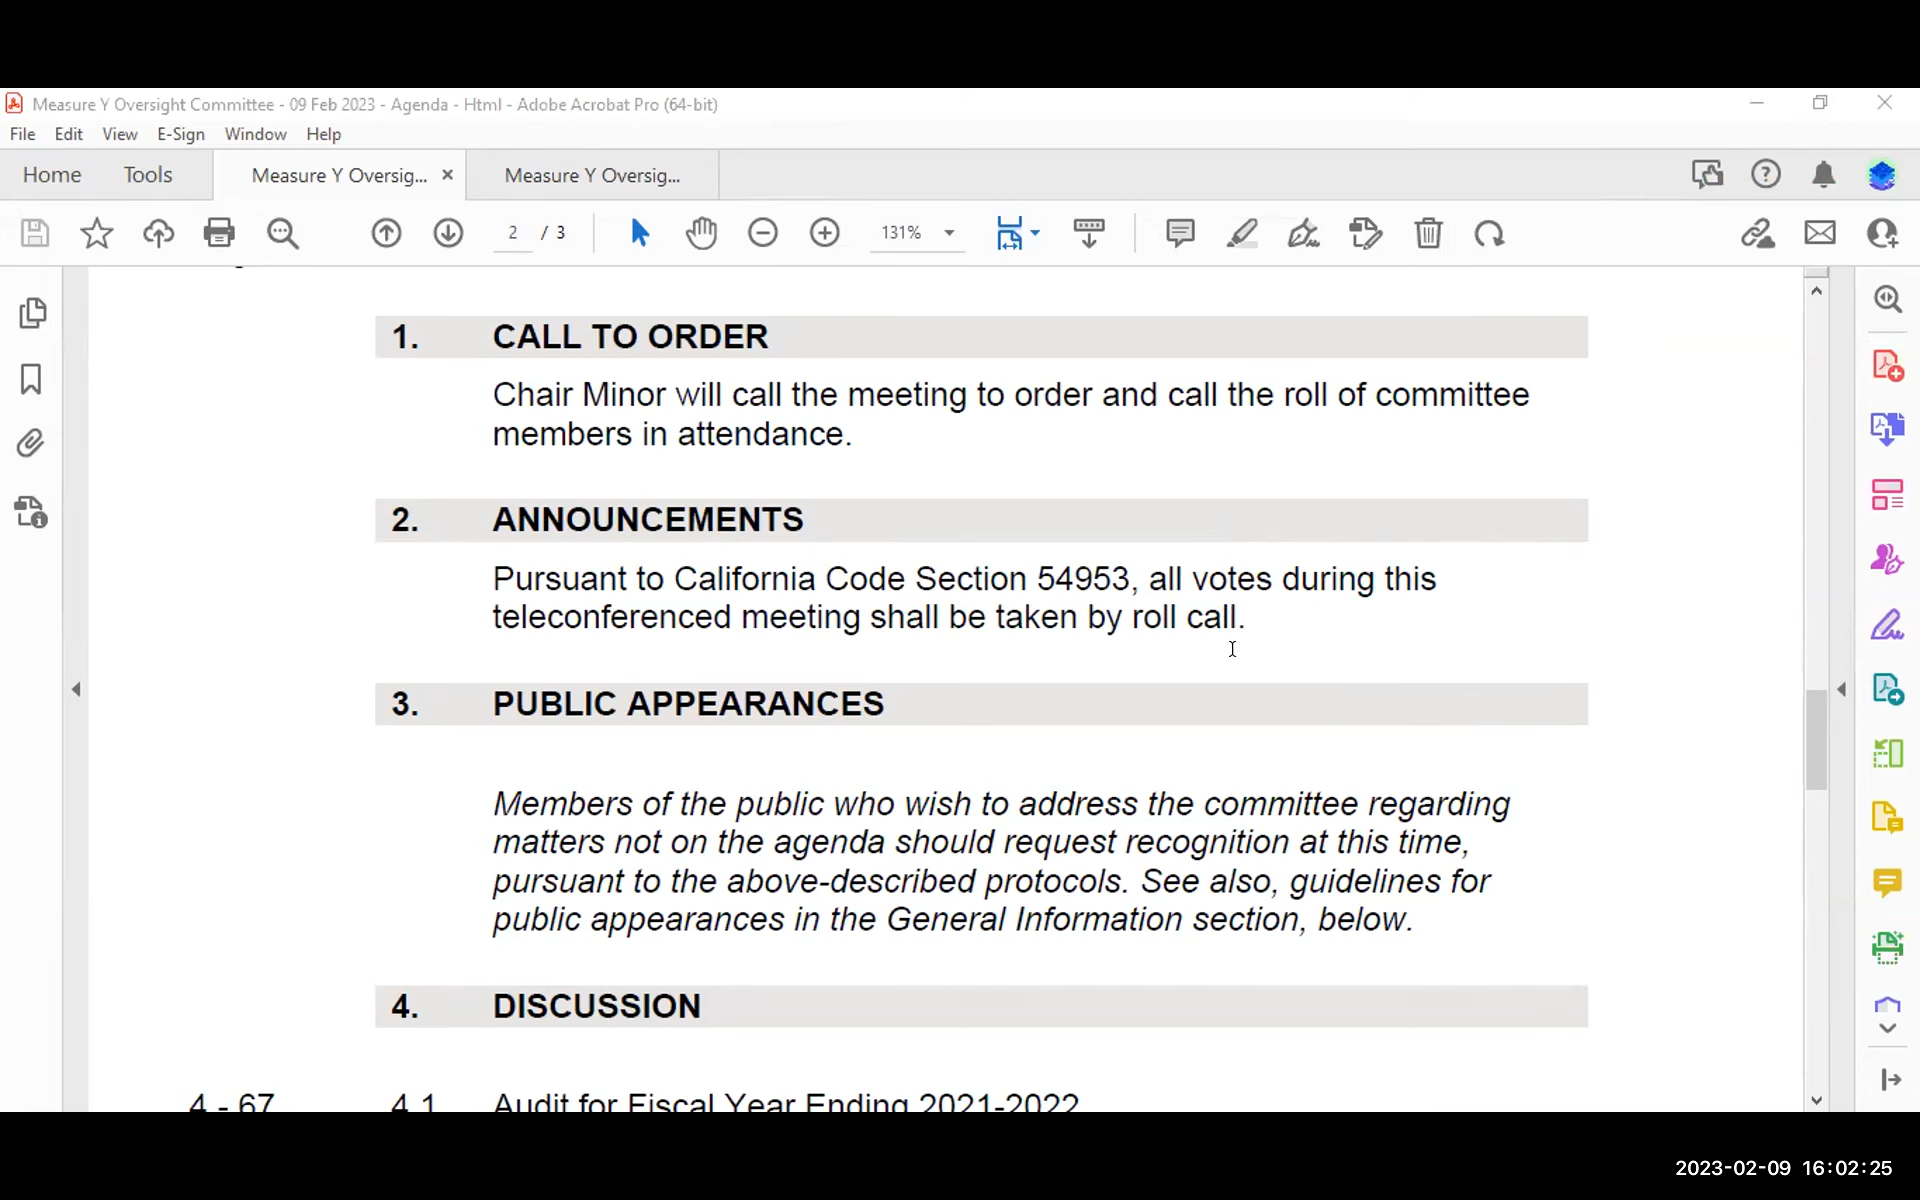 Measure Y Oversight Committee - 09 Feb 2023 - Agenda - Html - Adobe Acrobat Pro (64-bit)
File Edit View E-Sign Window Help
Home Tools Measure Y Oversig... Measure Y Oversig...
2 / 3 131%
1. CALL TO ORDER
Chair Minor will call the meeting to order and call the roll of committee
members in attendance.
2. ANNOUNCEMENTS
Pursuant to California Code Section 54953, all votes during this
teleconferenced meeting shall be taken by roll call.
3. PUBLIC APPEARANCES
Members of the public who wish to address the committee regarding
matters not on the agenda should request recognition at this time,
pursuant to the above-described protocols. See also, guidelines for
public appearances in the General Information section, below.
4. DISCUSSION
4 - 67 4.1 Audit for Fiscal Year Ending 2021-2022
2023-02-09 16:02:25